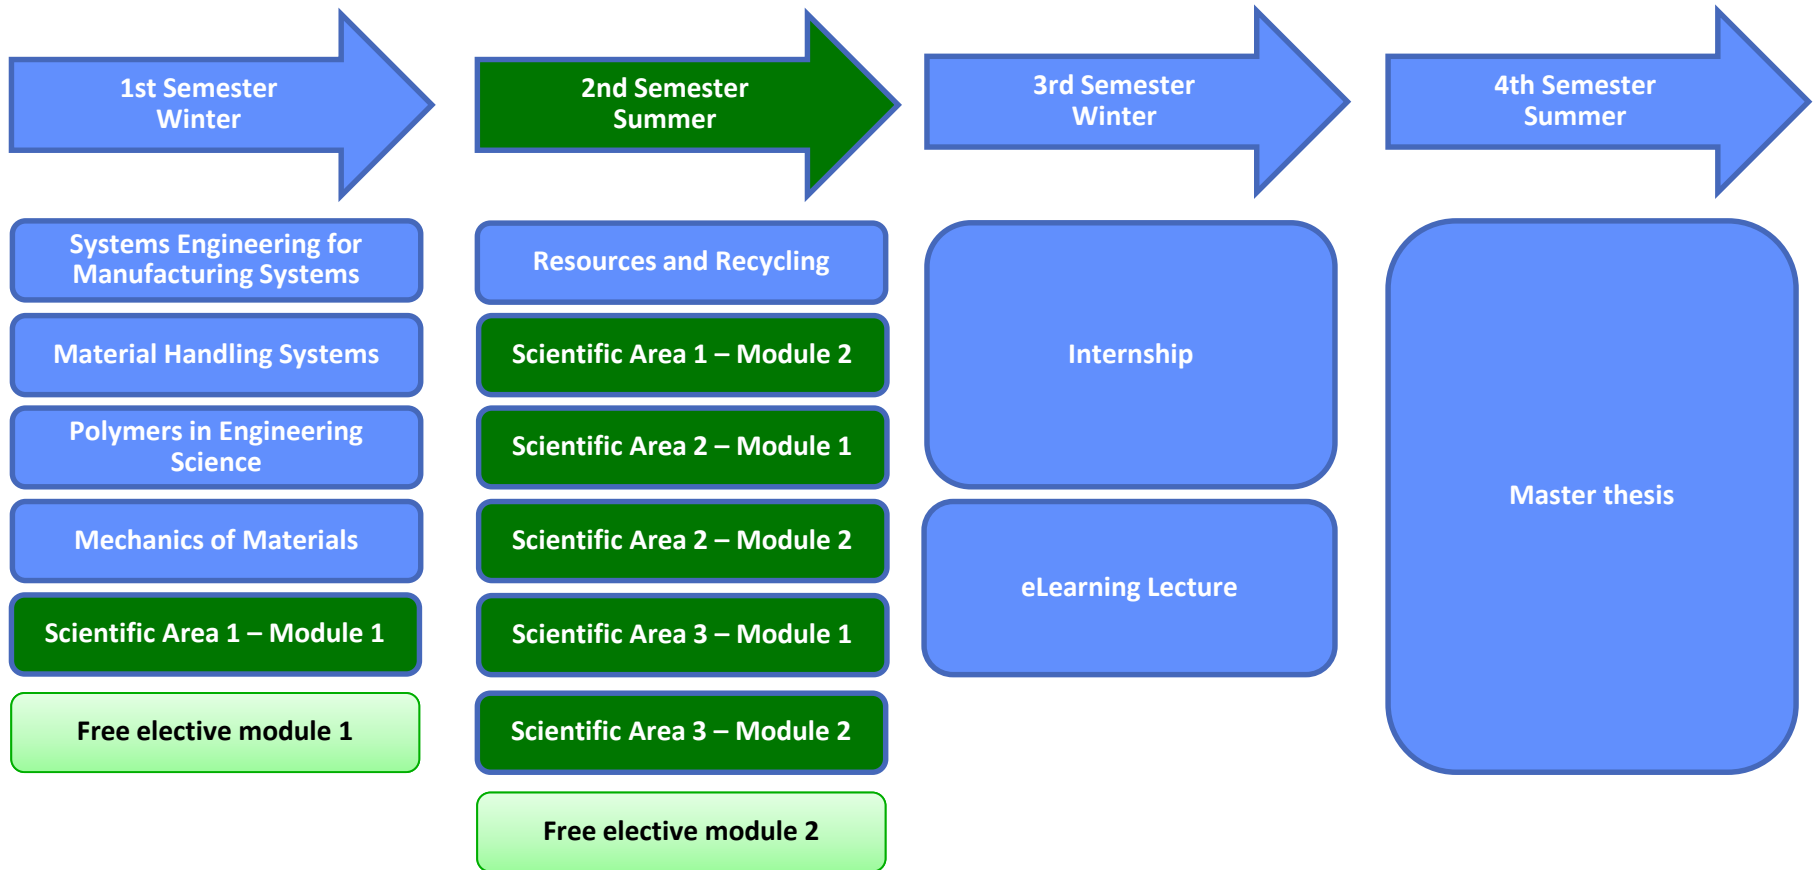 1st Semester
Winter
2nd Semester
Summer
3rd Semester
Winter
4th Semester
Summer
Systems Engineering for
Manufacturing Systems
Material Handling Systems
Polymers in Engineering
Science
Mechanics of Materials
Scientific Area 1 – Module 1
Free elective module 1
Resources and Recycling
Scientific Area 1 – Module 2
Scientific Area 2 – Module 1
Scientific Area 2 – Module 2
Scientific Area 3 – Module 1
Scientific Area 3 – Module 2
Free elective module 2
Internship
eLearning Lecture
Master thesis